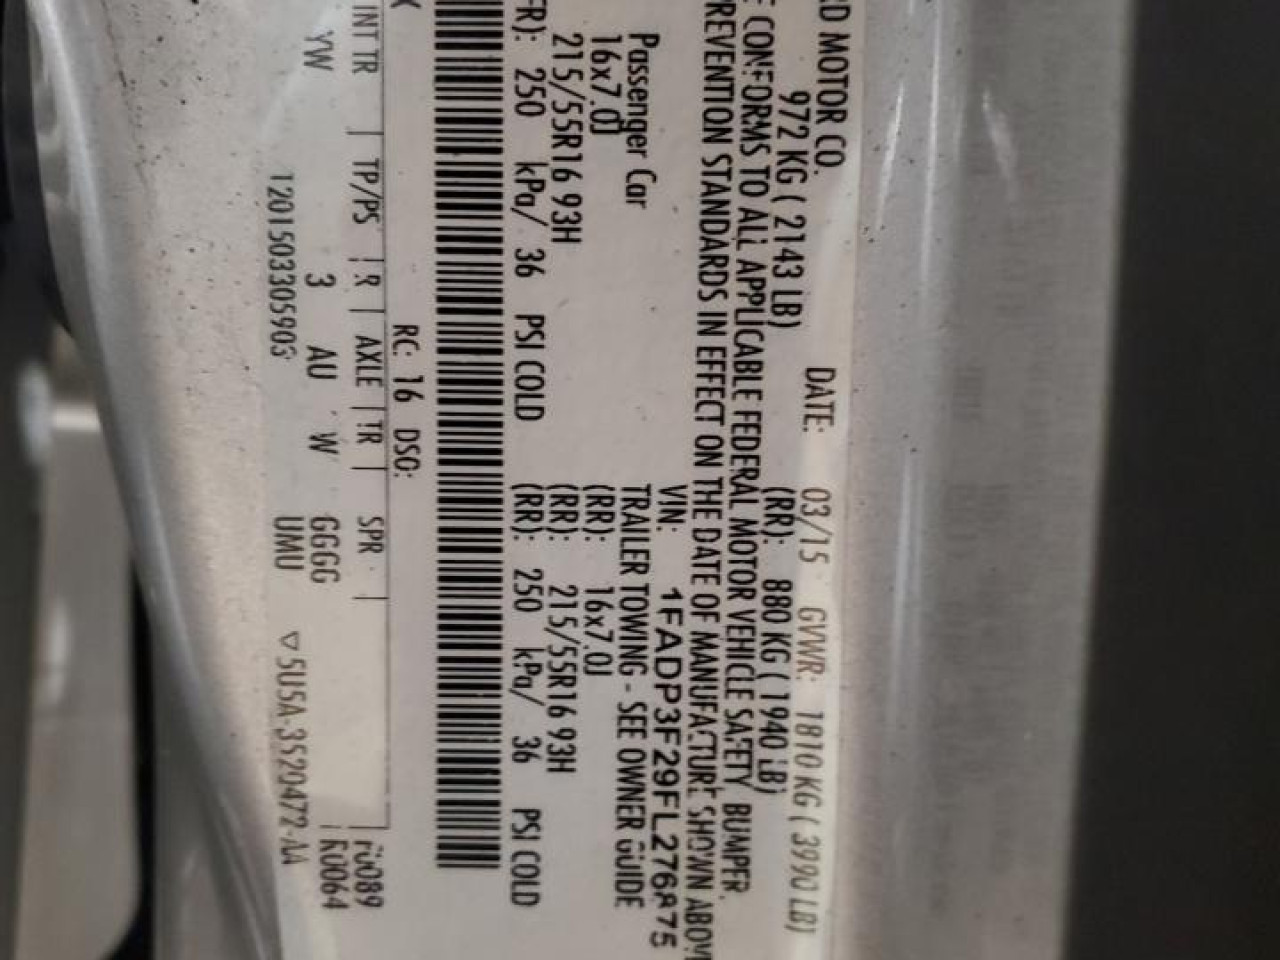 RD MOTOR CO. DATE: 03/15 GVWR: 1810 KG ( 3990 LB)
972 KG ( 2143 LB) (RR): 880 KG ( 1940 LB)
E CONFORMS TO ALL APPLICABLE FEDERAL MOTOR VEHICLE SAFETY, BUMPER,
REVENTION STANDARDS IN EFFECT ON THE DATE OF MANUFACTURE SHOWN ABOVE
VIN:
Passenger Car TRAILER TOWING - SEE OWNER GUIDE
16x7.0J (RR): 16x7.0J
215/55R16 93H (RR): 215/55R16 93H
FR): 250 kPa/ 36 PSI COLD (RR): 250 kPa/ 36 PSI COLD
RC: 16 DSO:
INT TR TP/PS R AXLE TR SPR F0089
YW 3 AU W GGGG R0064
UMU
1201503305903 ▽5U5A-3520472-AA